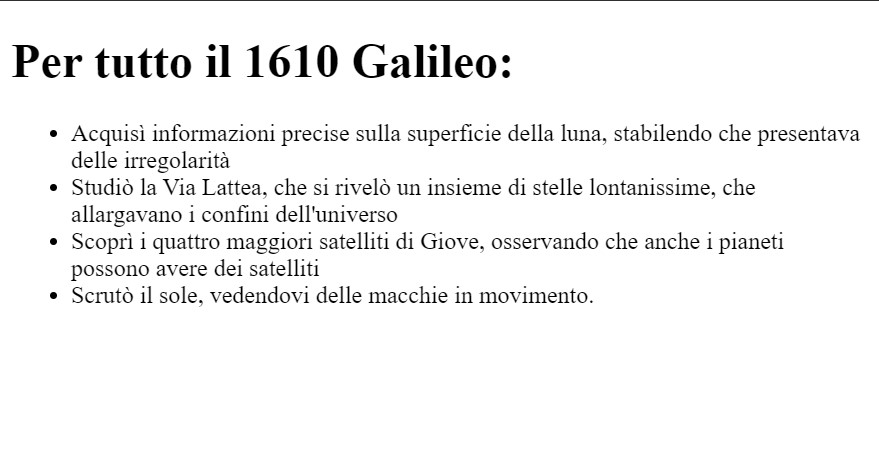 Per tutto il 1610 Galileo:
• Acquisì informazioni precise sulla superficie della luna, stabilendo che presentava
delle irregolarità
• Studiò la Via Lattea, che si rivelò un insieme di stelle lontanissime, che
allargavano i confini dell'universo
• Scoprì i quattro maggiori satelliti di Giove, osservando che anche i pianeti
possono avere dei satelliti
• Scrutò il sole, vedendovi delle macchie in movimento.